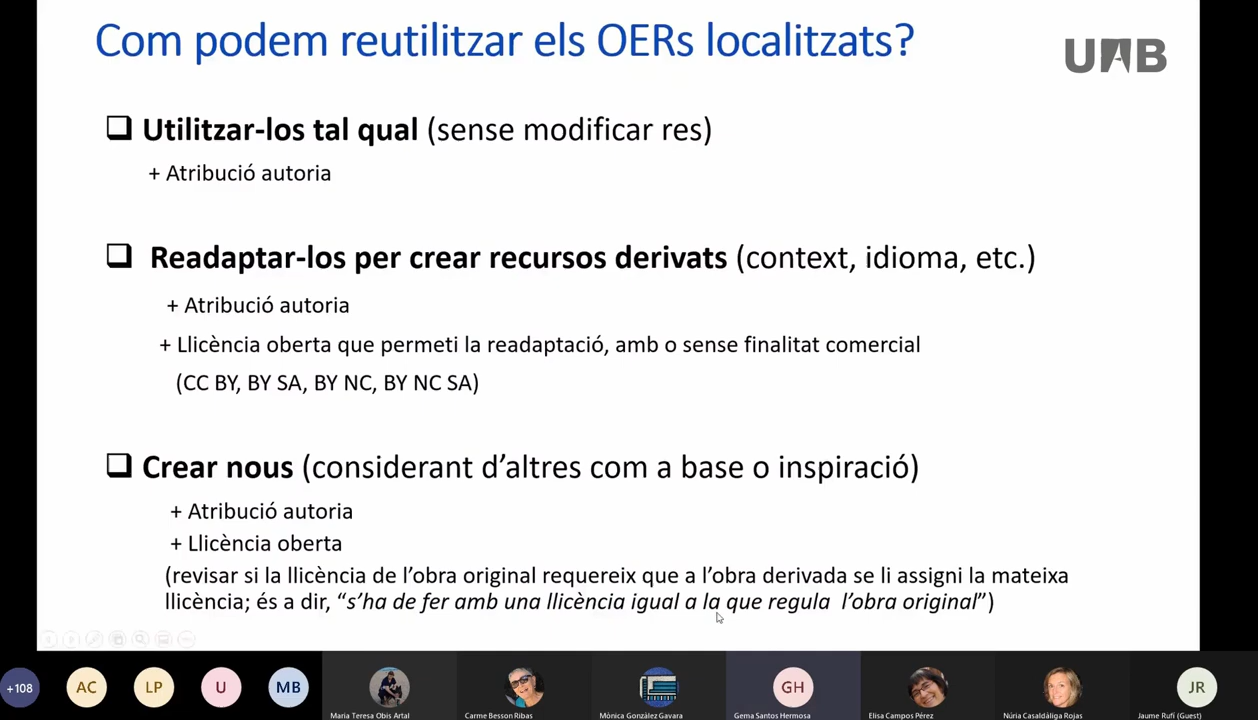 Com podem reutilitzar els OERs localitzats?
UAB
Utilitzar-los tal qual (sense modificar res)
+ Atribució autoria
Readaptar-los per crear recursos derivats (context, idioma, etc.)
+ Atribució autoria
+ Llicència oberta que permeti la readaptació, amb o sense finalitat comercial
(CC BY, BY SA, BY NC, BY NC SA)
Crear nous (considerant d’altres com a base o inspiració)
+ Atribució autoria
+ Llicència oberta
(revisar si la llicència de l’obra original requereix que a l’obra derivada se li assigni la mateixa
llicència; és a dir, “s’ha de fer amb una llicència igual a la que regula l’obra original”)
+108 AC LP U MB GH JR
Maria Teresa Obis Artal Carme Besson Ribas Mònica González Gavara Gema Santos Hermosa Elisa Campos Pérez Núria Casaldàliga Rojas Jaume Rufí (Guest)